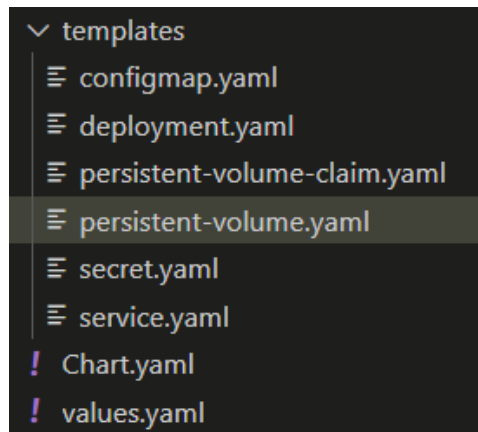 templates
configmap.yaml
deployment.yaml
persistent-volume-claim.yaml
persistent-volume.yaml
secret.yaml
service.yaml
! Chart.yaml
! values.yaml